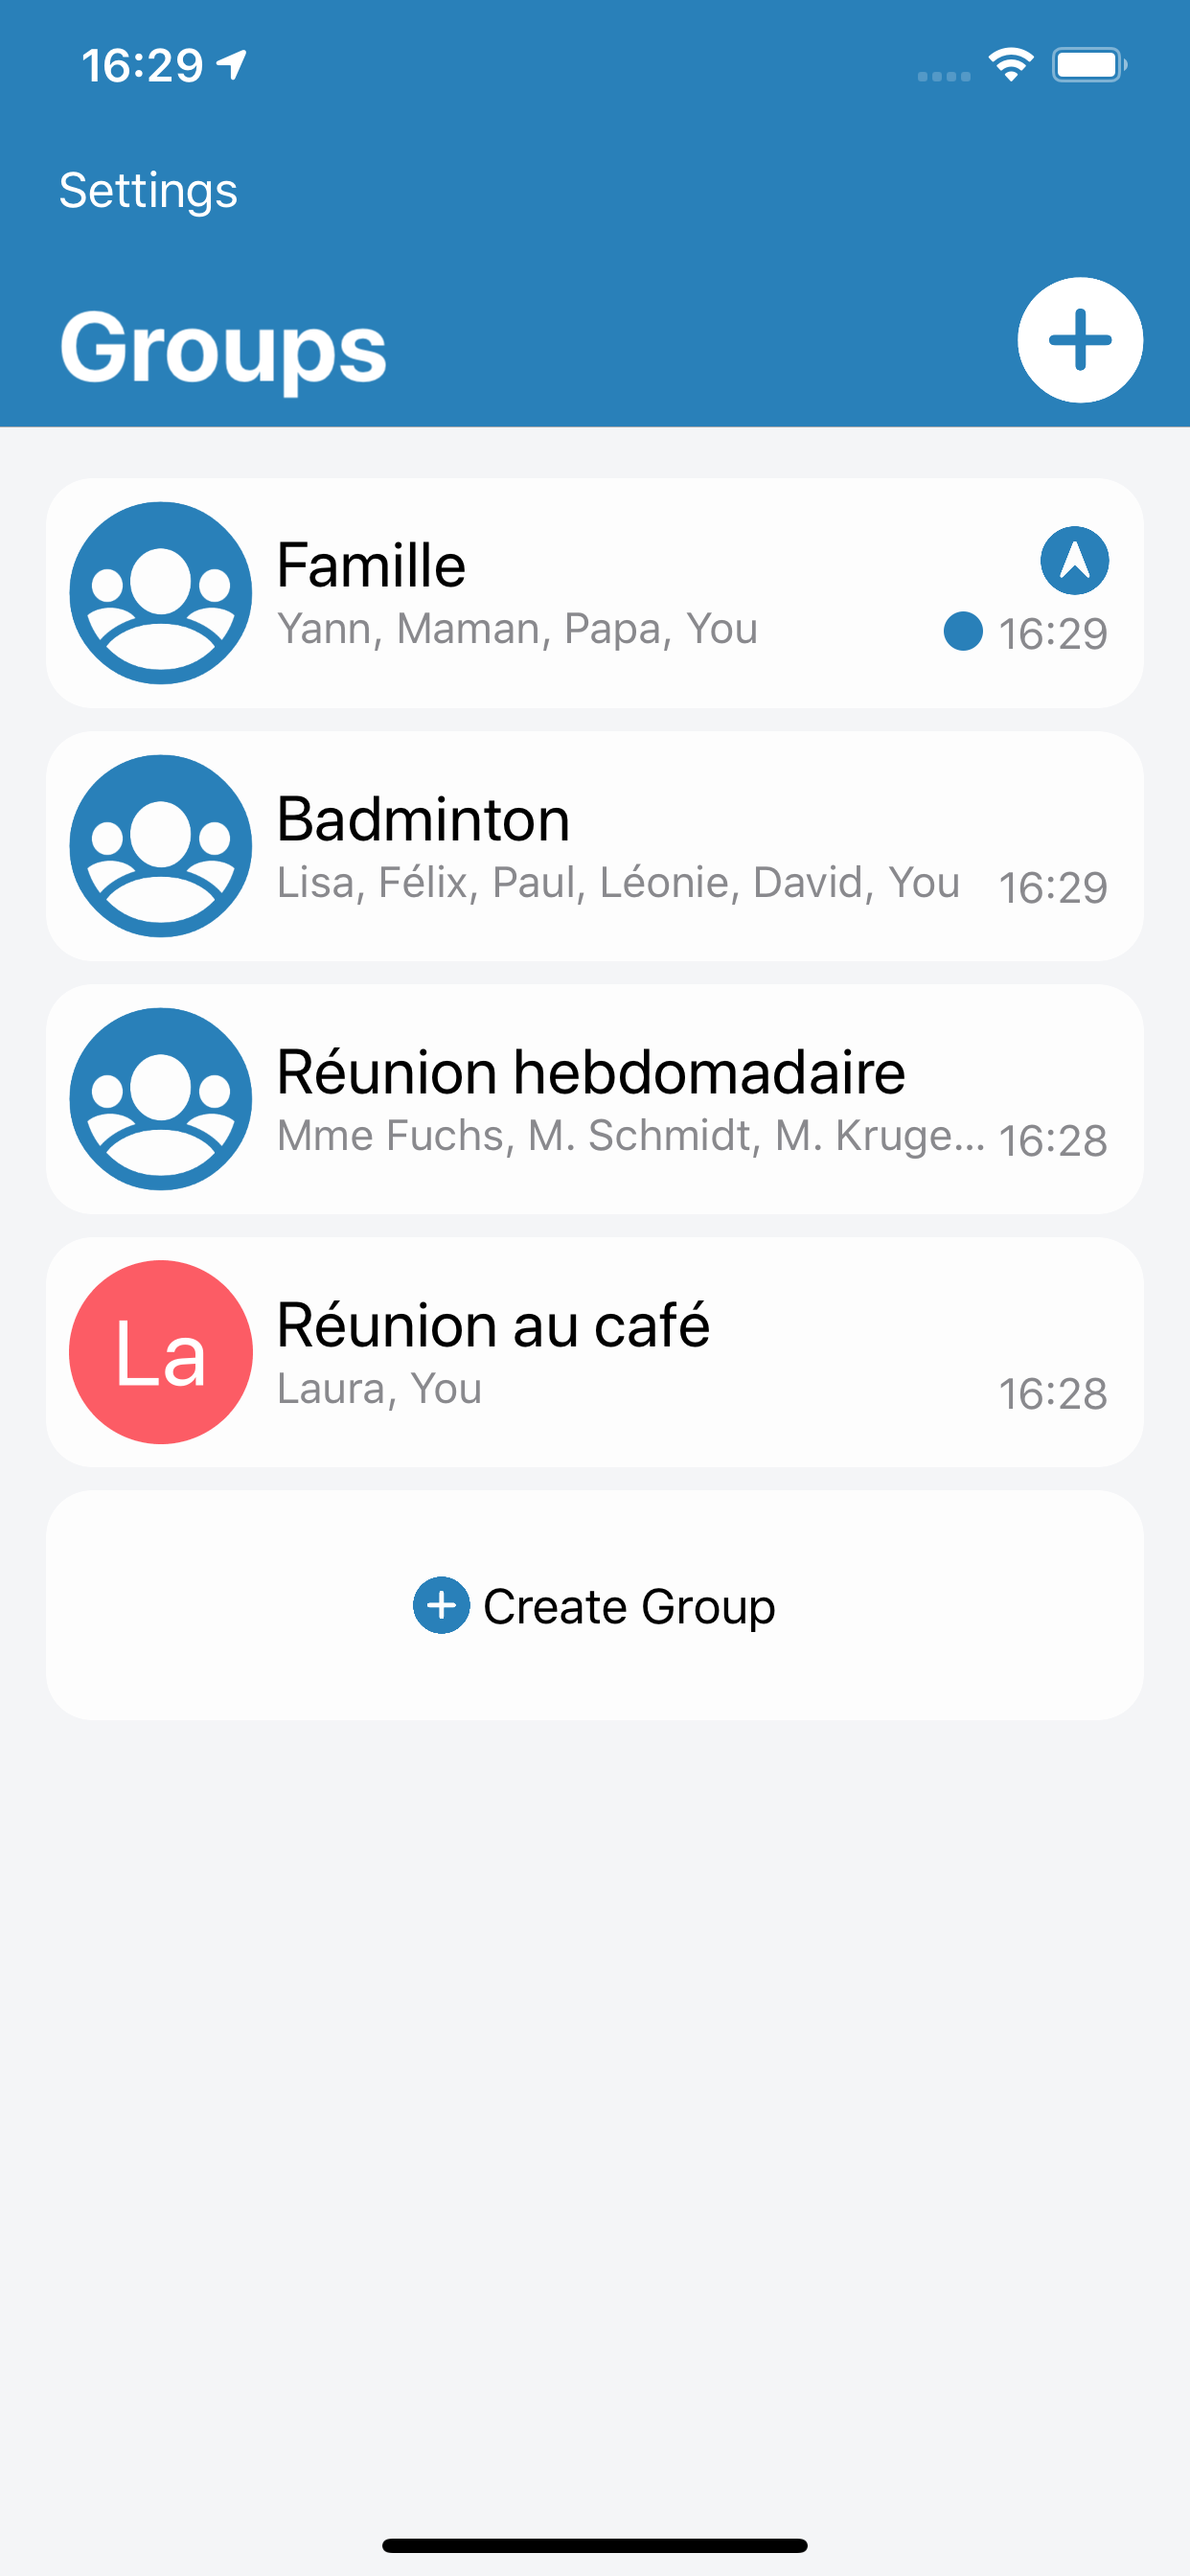 16:29
Settings
Groups
Famille
Yann, Maman, Papa, You
16:29
Badminton
Lisa, Félix, Paul, Léonie, David, You
16:29
Réunion hebdomadaire
Mme Fuchs, M. Schmidt, M. Kruge...
16:28
La
Réunion au café
Laura, You
16:28
Create Group